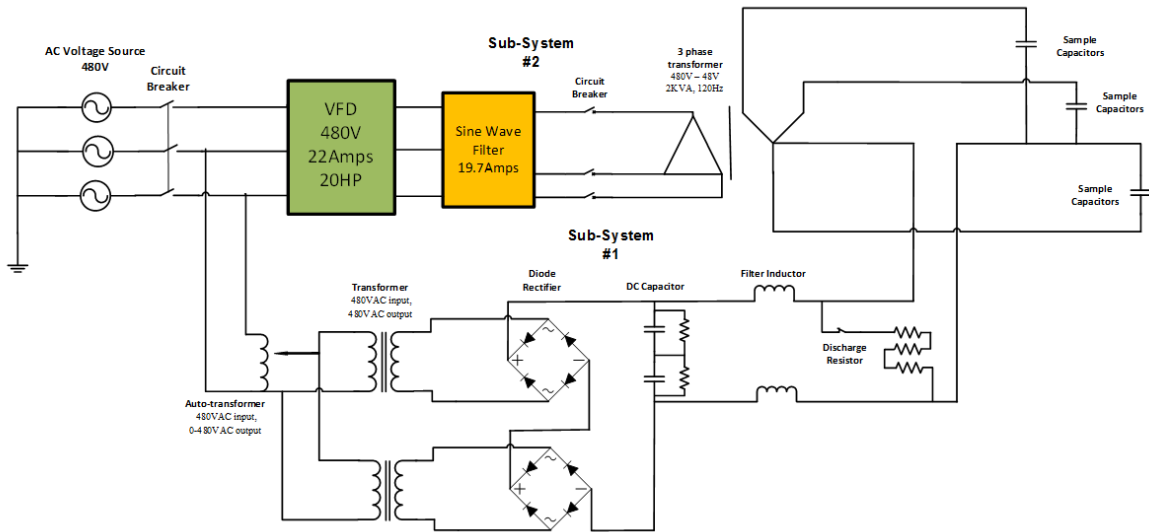 AC Voltage Source
480V
Circuit
Breaker
VFD
480V
22Amps
20HP
Sub-System
#2
Sine Wave
Filter
19.7Amps
Circuit
Breaker
3 phase
transformer
480V – 48V
2KVA, 120Hz
Sample
Capacitors
Sample
Capacitors
Sample
Capacitors
Sub-System
#1
Transformer
480VAC input,
480VAC output
Diode
Rectifier
DC Capacitor
Filter Inductor
Discharge
Resistor
Auto-transformer
480VAC input,
0-480VAC output